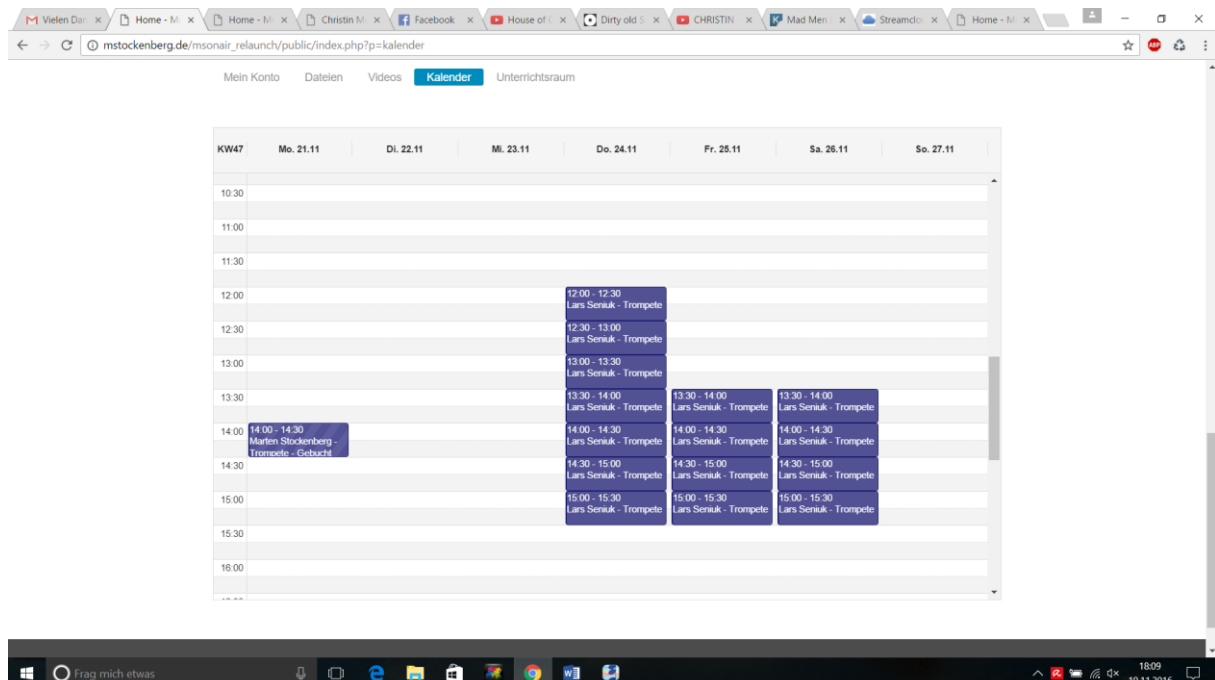 Vielen Dan
Home - Mi
Home - M
Christin M
Facebook
House of C
Dirty old S
CHRISTIN
Mad Men
Streamclo
Home - M
mstockenberg.de/msonair_relaunch/public/index.php?p=kalender
ABP
Mein Konto Dateien Videos Kalender Unterrichtsraum
KW47 Mo. 21.11 Di. 22.11 Mi. 23.11 Do. 24.11 Fr. 25.11 Sa. 26.11 So. 27.11
10:30
11:00
11:30
12:00
12:00 - 12:30
Lars Seniuk - Trompete
12:30
12:30 - 13:00
Lars Seniuk - Trompete
13:00
13:00 - 13:30
Lars Seniuk - Trompete
13:30
13:30 - 14:00
Lars Seniuk - Trompete
13:30 - 14:00
Lars Seniuk - Trompete
13:30 - 14:00
Lars Seniuk - Trompete
14:00
14:00 - 14:30
Marten Stockenberg -
Trompete - Gebucht
14:00 - 14:30
Lars Seniuk - Trompete
14:00 - 14:30
Lars Seniuk - Trompete
14:00 - 14:30
Lars Seniuk - Trompete
14:30
14:30 - 15:00
Lars Seniuk - Trompete
14:30 - 15:00
Lars Seniuk - Trompete
14:30 - 15:00
Lars Seniuk - Trompete
15:00
15:00 - 15:30
Lars Seniuk - Trompete
15:00 - 15:30
Lars Seniuk - Trompete
15:00 - 15:30
Lars Seniuk - Trompete
15:30
16:00
Frag mich etwas
18:09